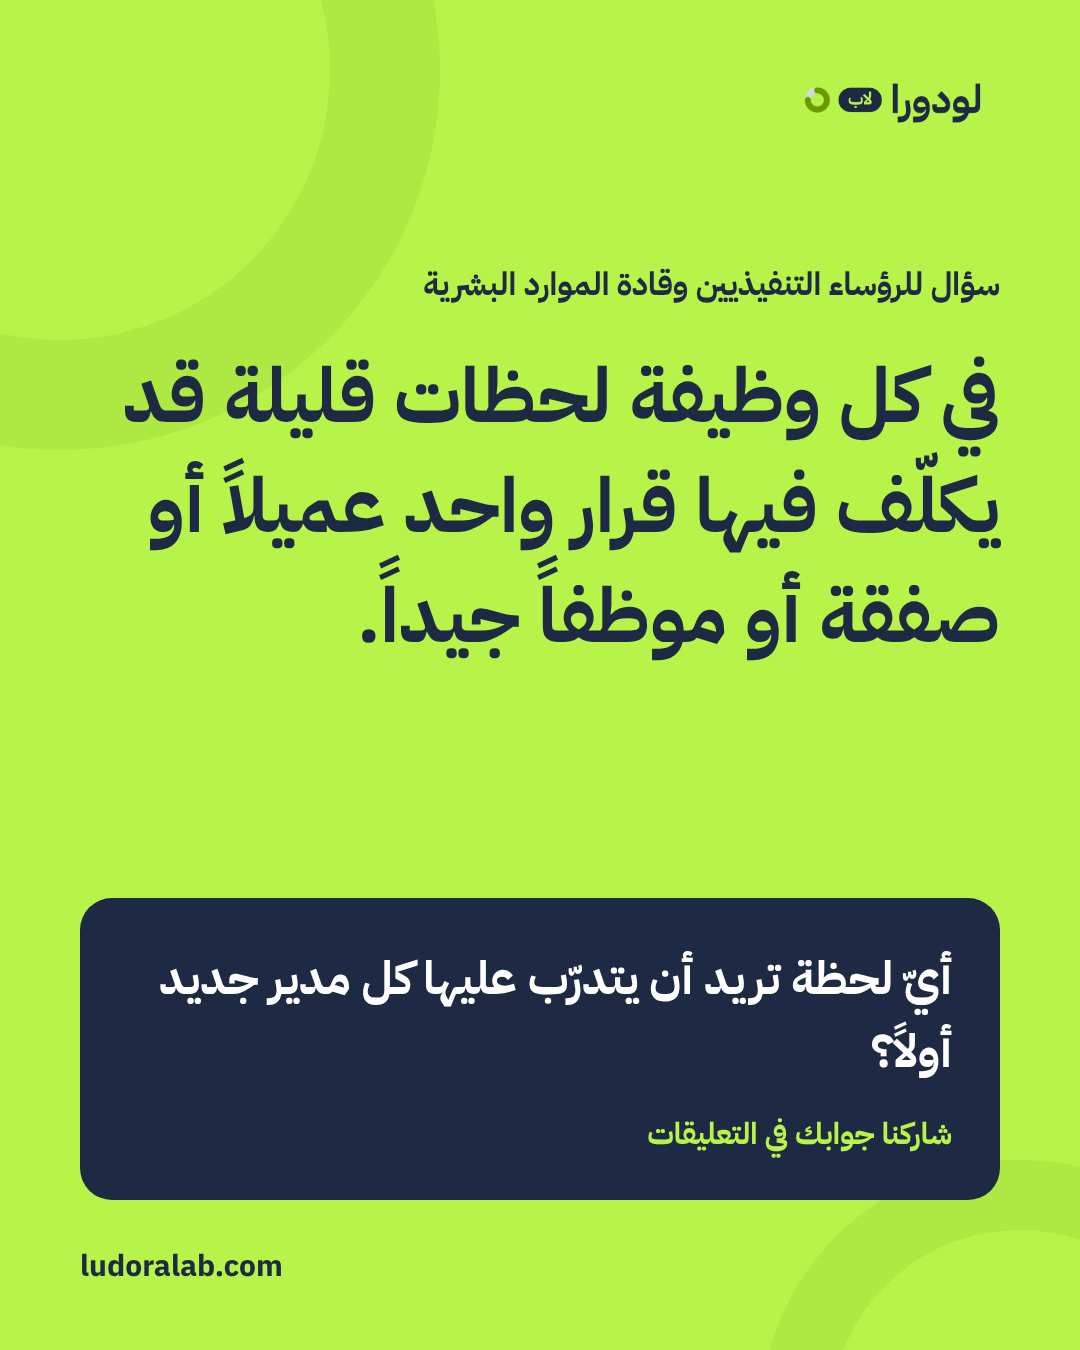 لودورا لاب
سؤال للرؤساء التنفيذيين وقادة الموارد البشرية
في كل وظيفة لحظات قليلة قد
يكلّف فيها قرار واحد عميلاً أو
صفقة أو موظفاً جيداً.
أيّ لحظة تريد أن يتدرّب عليها كل مدير جديد
أولاً؟
شاركنا جوابك في التعليقات
ludoralab.com